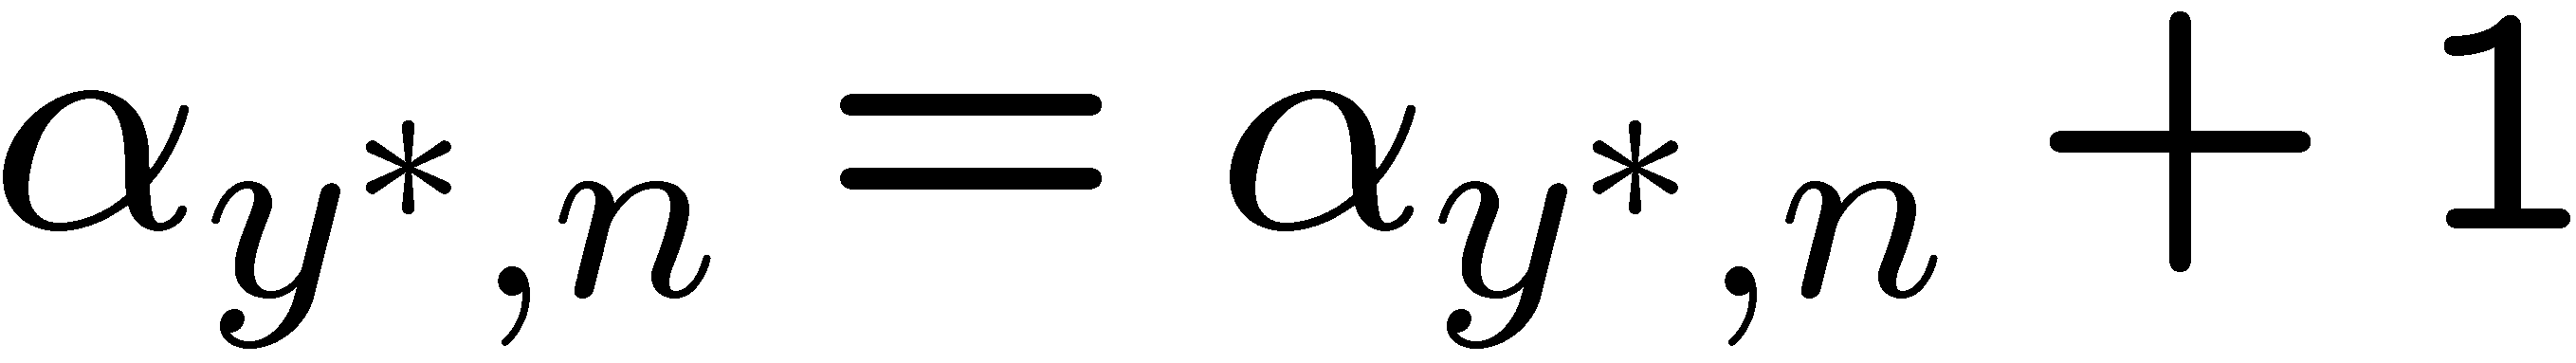 α_{y*,n} = α_{y*,n} + 1